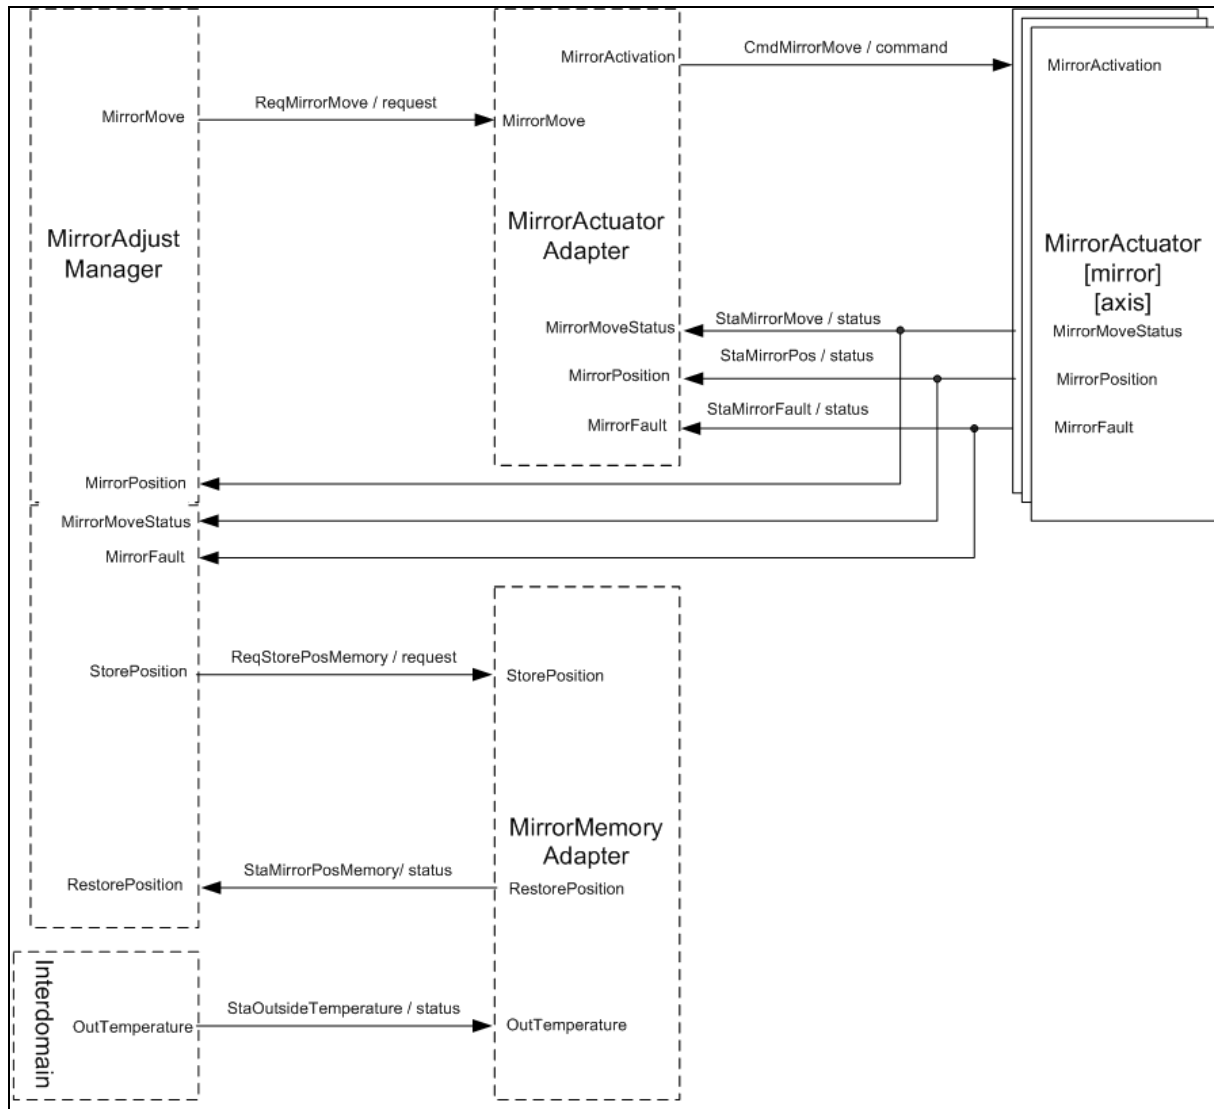 MirrorActivation
CmdMirrorMove / command
MirrorActivation
MirrorMove
ReqMirrorMove / request
MirrorMove
MirrorAdjust
Manager
MirrorActuator
Adapter
MirrorActuator
[mirror]
[axis]
MirrorMoveStatus
StaMirrorMove / status
MirrorMoveStatus
MirrorPosition
StaMirrorPos / status
MirrorPosition
MirrorFault
StaMirrorFault / status
MirrorFault
MirrorPosition
MirrorMoveStatus
MirrorFault
StorePosition
ReqStorePosMemory / request
StorePosition
MirrorMemory
Adapter
RestorePosition
StaMirrorPosMemory/ status
RestorePosition
Interdomain
OutTemperature
StaOutsideTemperature / status
OutTemperature